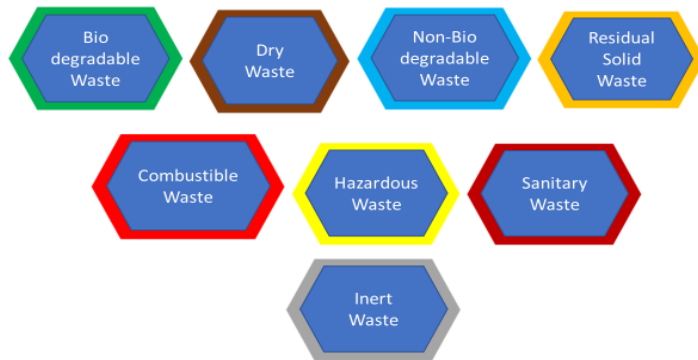 Bio
degradable
Waste
Dry
Waste
Non-Bio
degradable
Waste
Residual
Solid
Waste
Combustible
Waste
Hazardous
Waste
Sanitary
Waste
Inert
Waste